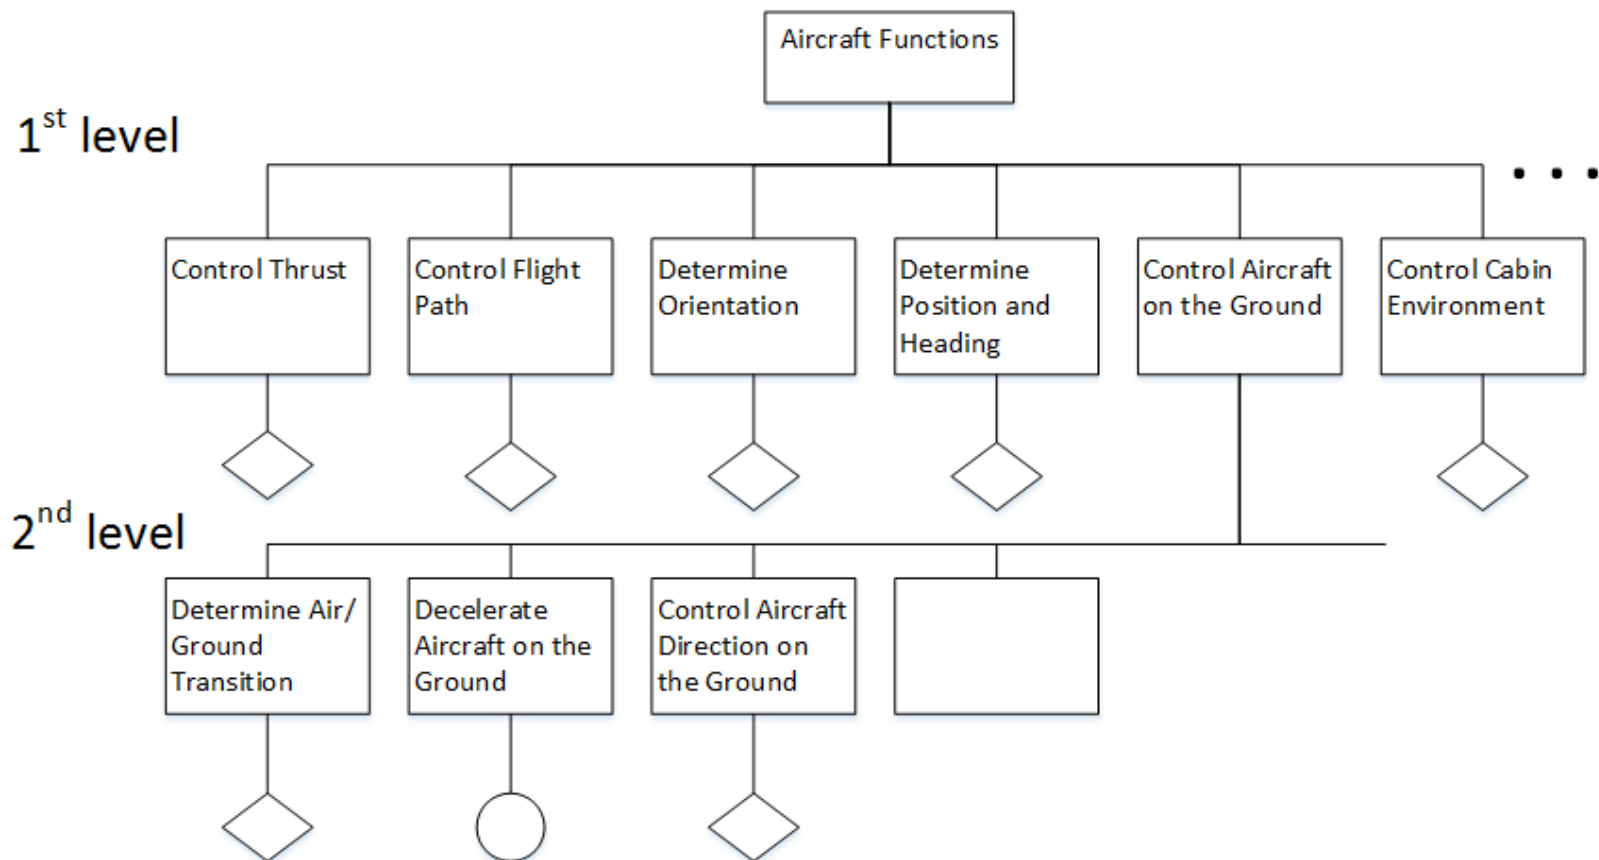 Aircraft Functions
1st level
. . .
Control Thrust
Control Flight
Path
Determine
Orientation
Determine
Position and
Heading
Control Aircraft
on the Ground
Control Cabin
Environment
2nd level
Determine Air/
Ground
Transition
Decelerate
Aircraft on the
Ground
Control Aircraft
Direction on
the Ground